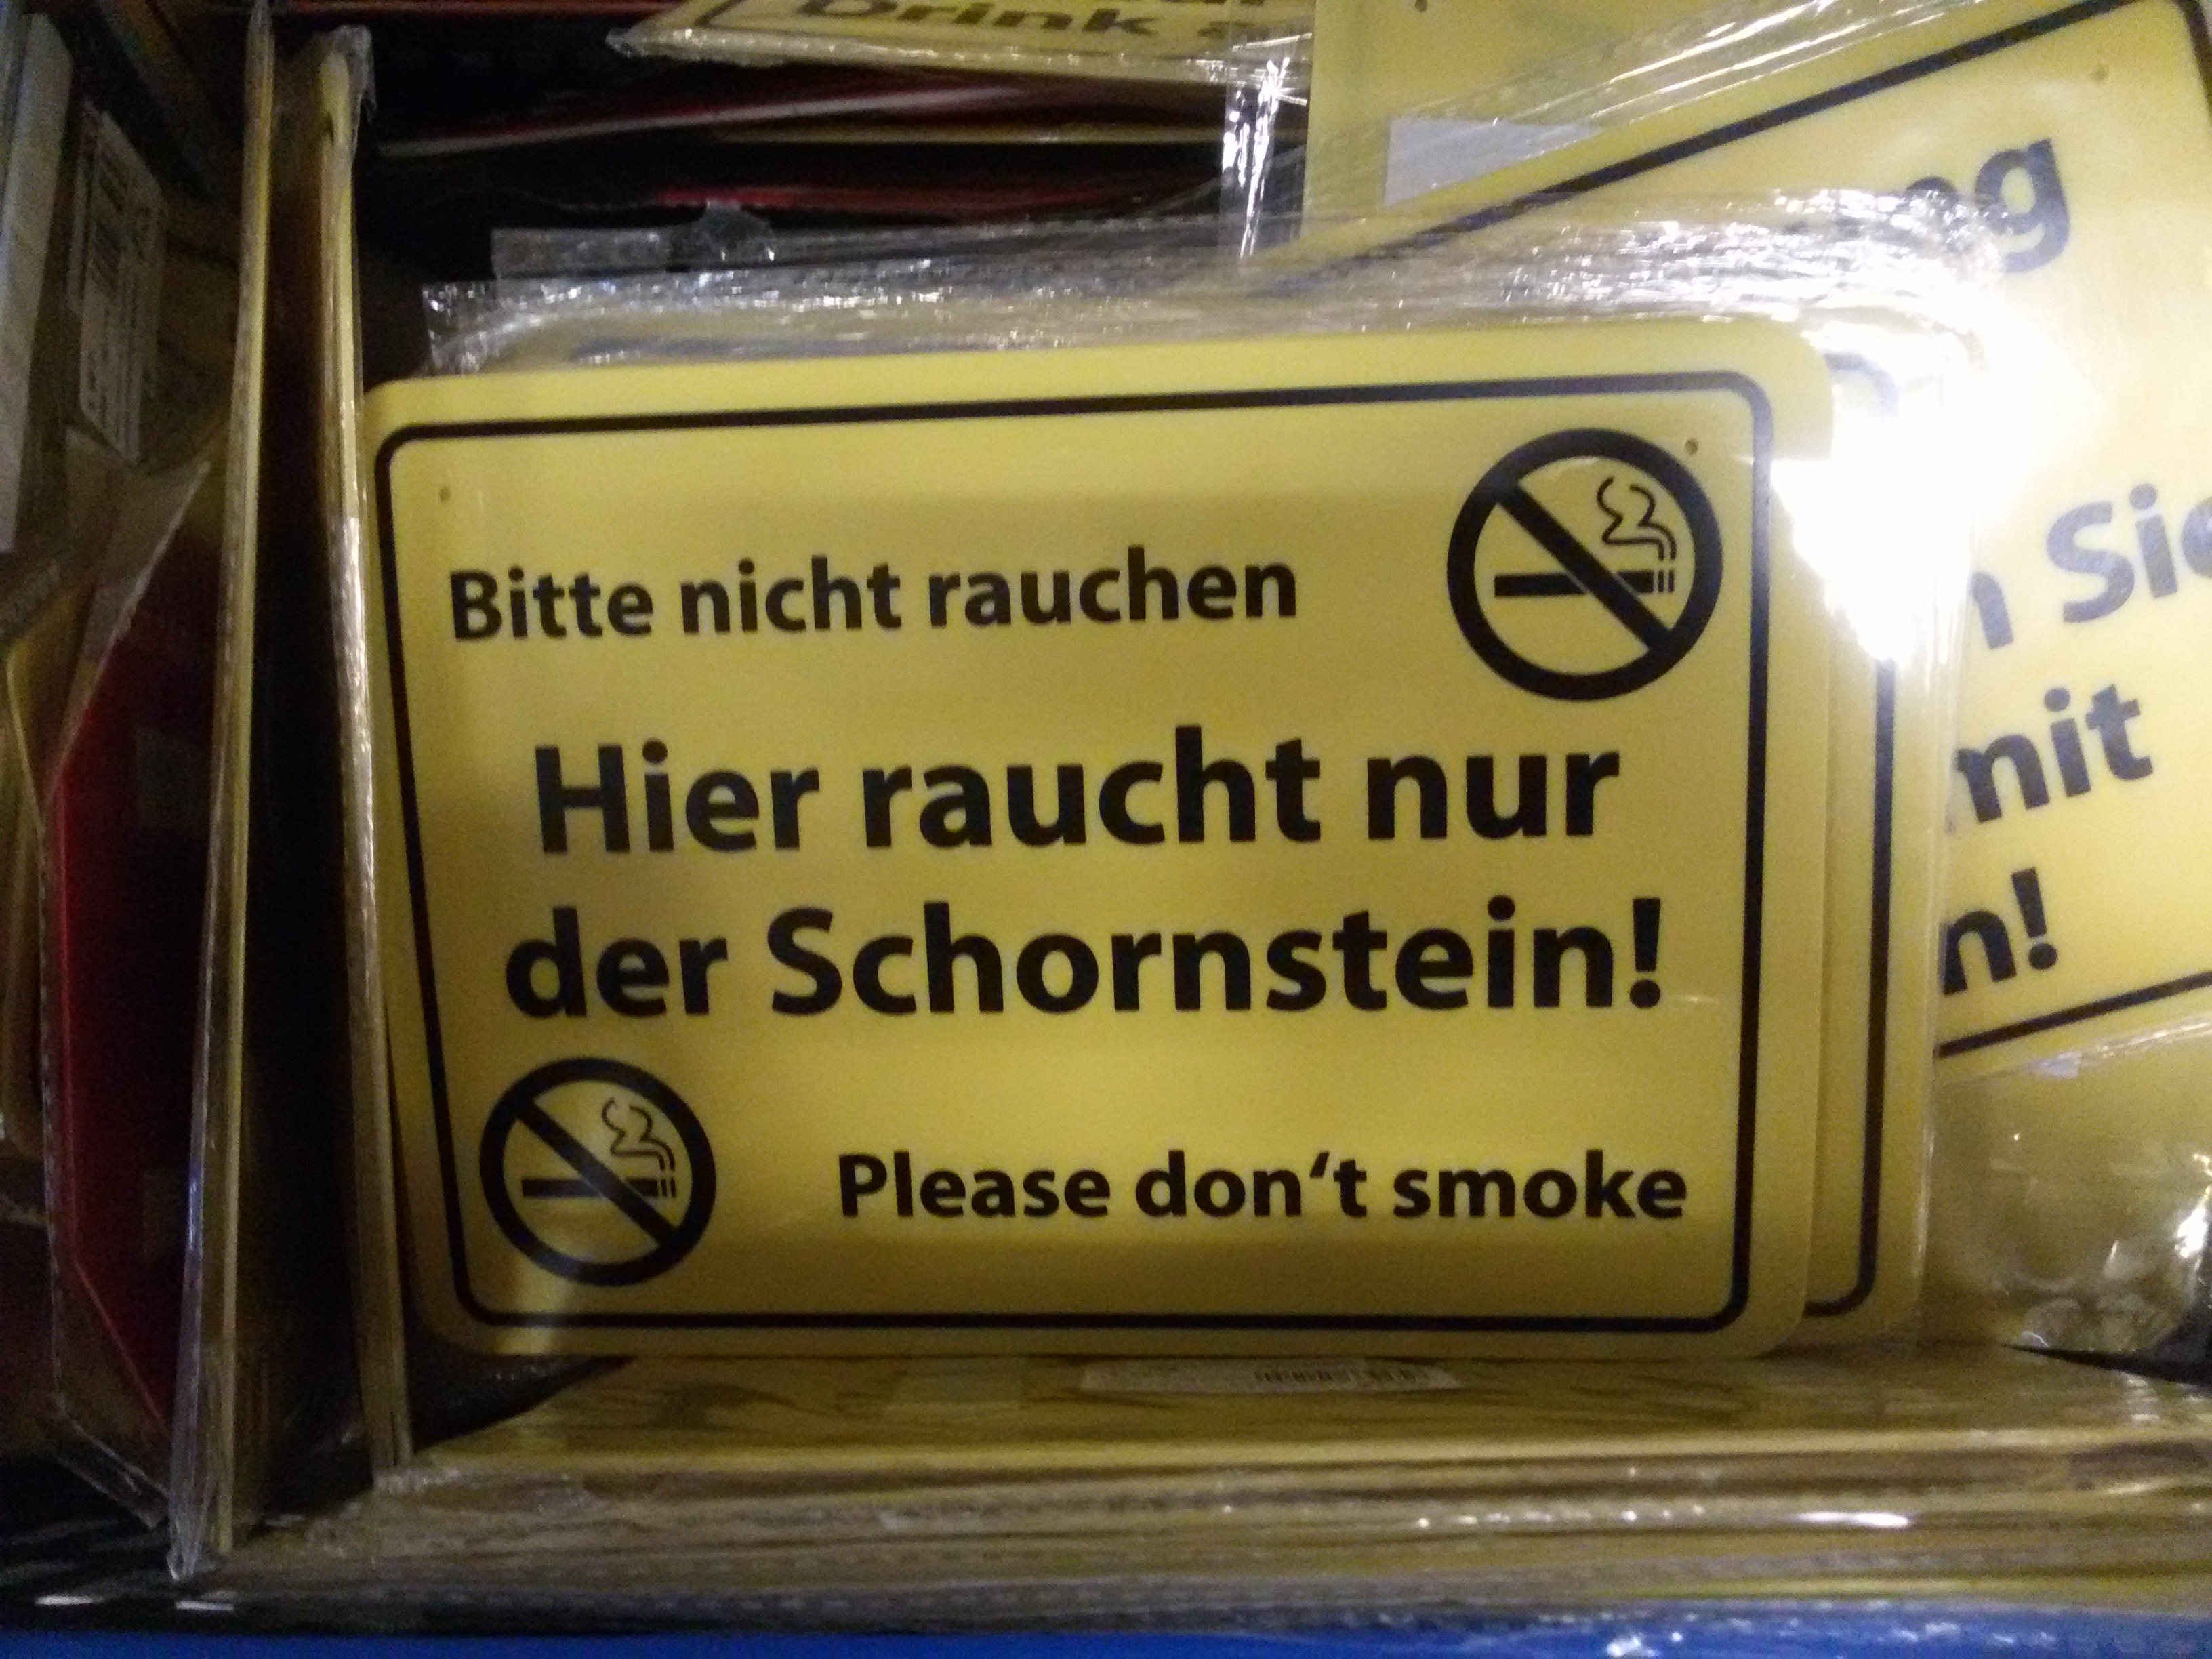 Drink
Bitte nicht rauchen
Hier raucht nur
der Schornstein!
Please don‘t smoke
Sie
mit
n!